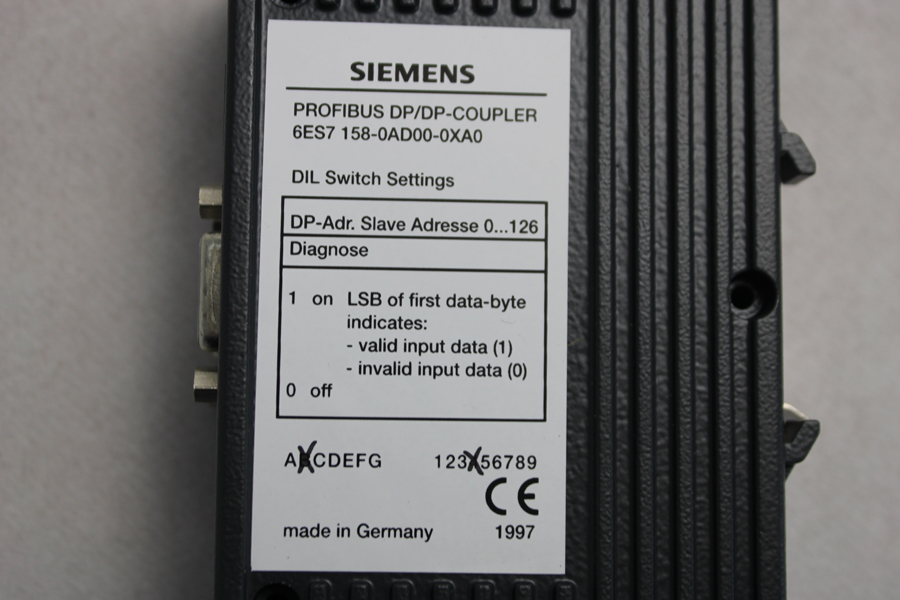 SIEMENS
PROFIBUS DP/DP-COUPLER
6ES7 158-0AD00-0XA0
DIL Switch Settings
DP-Adr. Slave Adresse 0...126
Diagnose
1 on LSB of first data-byte
indicates:
- valid input data (1)
- invalid input data (0)
0 off
AXCDEFG 123X56789
CE
made in Germany 1997